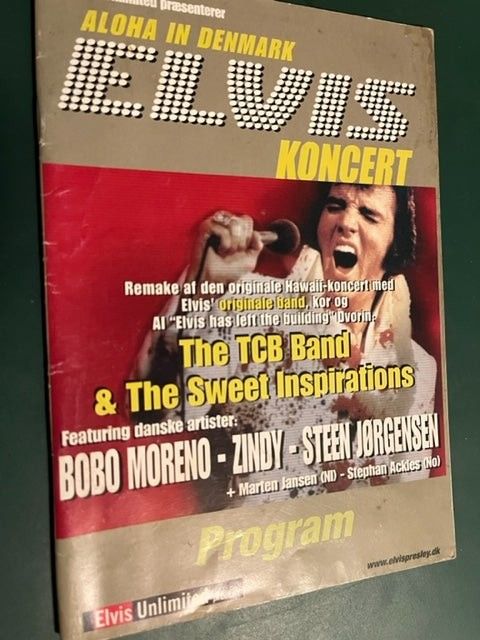 præsenterer
ALOHA IN DENMARK
ELVIS
KONCERT
Remake af den originale Hawaii-koncert med
Elvis' originale band, kor og
Al "Elvis has left the building" Dvorin.
The TCB Band
& The Sweet Inspirations
Featuring danske artister:
BOBO MORENO - ZINDY - STEEN JØRGENSEN
+ Marten Jansen (Nl) - Stephan Ackles (No)
Program
www.elvispresley.dk
Elvis Unlimited